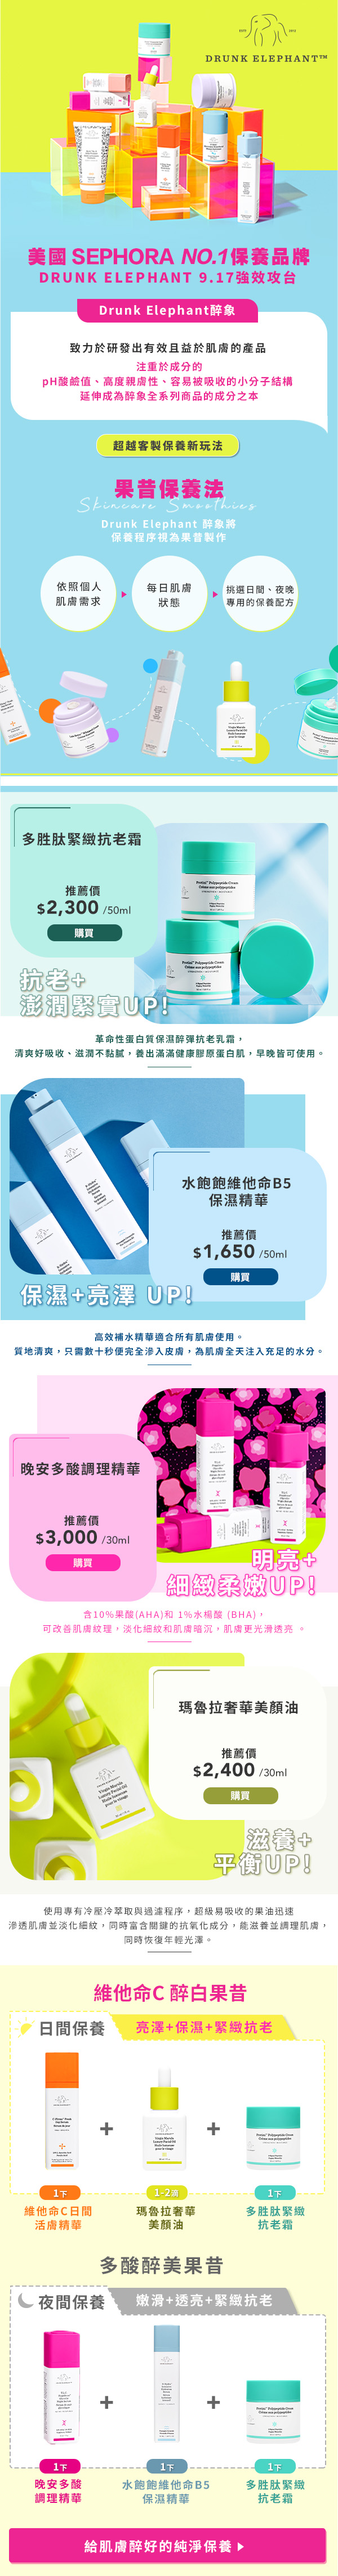 DRUNK ELEPHANT™
美國 SEPHORA NO.1保養品牌
DRUNK ELEPHANT 9.17強效攻台
Drunk Elephant醉象
致力於研發出有效且益於肌膚的產品
注重於成分的
pH酸鹼值、高度親膚性、容易被吸收的小分子結構
延伸成為醉象全系列商品的成分之本
超越客製保養新玩法
果昔保養法
Skincare Smoothies
Drunk Elephant 醉象將
保養程序視為果昔製作
依照個人
肌膚需求
每日肌膚
狀態
挑選日間、夜晚
專用的保養配方
多胜肽緊緻抗老霜
推薦價
$2,300 /50ml
購買
抗老+
澎潤緊實UP!
革命性蛋白質保濕醉彈抗老乳霜，
清爽好吸收、滋潤不黏膩，養出滿滿健康膠原蛋白肌，早晚皆可使用。
水飽飽維他命B5
保濕精華
推薦價
$1,650 /50ml
購買
保濕+亮澤 UP!
高效補水精華適合所有肌膚使用。
質地清爽，只需數十秒便完全滲入皮膚，為肌膚全天注入充足的水分。
晚安多酸調理精華
推薦價
$3,000 /30ml
購買
明亮+
細緻柔嫩UP!
含10%果酸(AHA)和 1%水楊酸 (BHA)，
可改善肌膚紋理，淡化細紋和肌膚暗沉，肌膚更光滑透亮 。
瑪魯拉奢華美顏油
推薦價
$2,400 /30ml
購買
滋養+
平衡UP!
使用專有冷壓冷萃取與過濾程序，超級易吸收的果油迅速
滲透肌膚並淡化細紋，同時富含關鍵的抗氧化成分，能滋養並調理肌膚，
同時恢復年輕光澤。
維他命C 醉白果昔
日間保養
亮澤+保濕+緊緻抗老
+
+
1下
1-2滴
1下
維他命C日間
活膚精華
瑪魯拉奢華
美顏油
多胜肽緊緻
抗老霜
多酸醉美果昔
夜間保養
嫩滑+透亮+緊緻抗老
+
+
1下
1下
1下
晚安多酸
調理精華
水飽飽維他命B5
保濕精華
多胜肽緊緻
抗老霜
給肌膚醉好的純淨保養